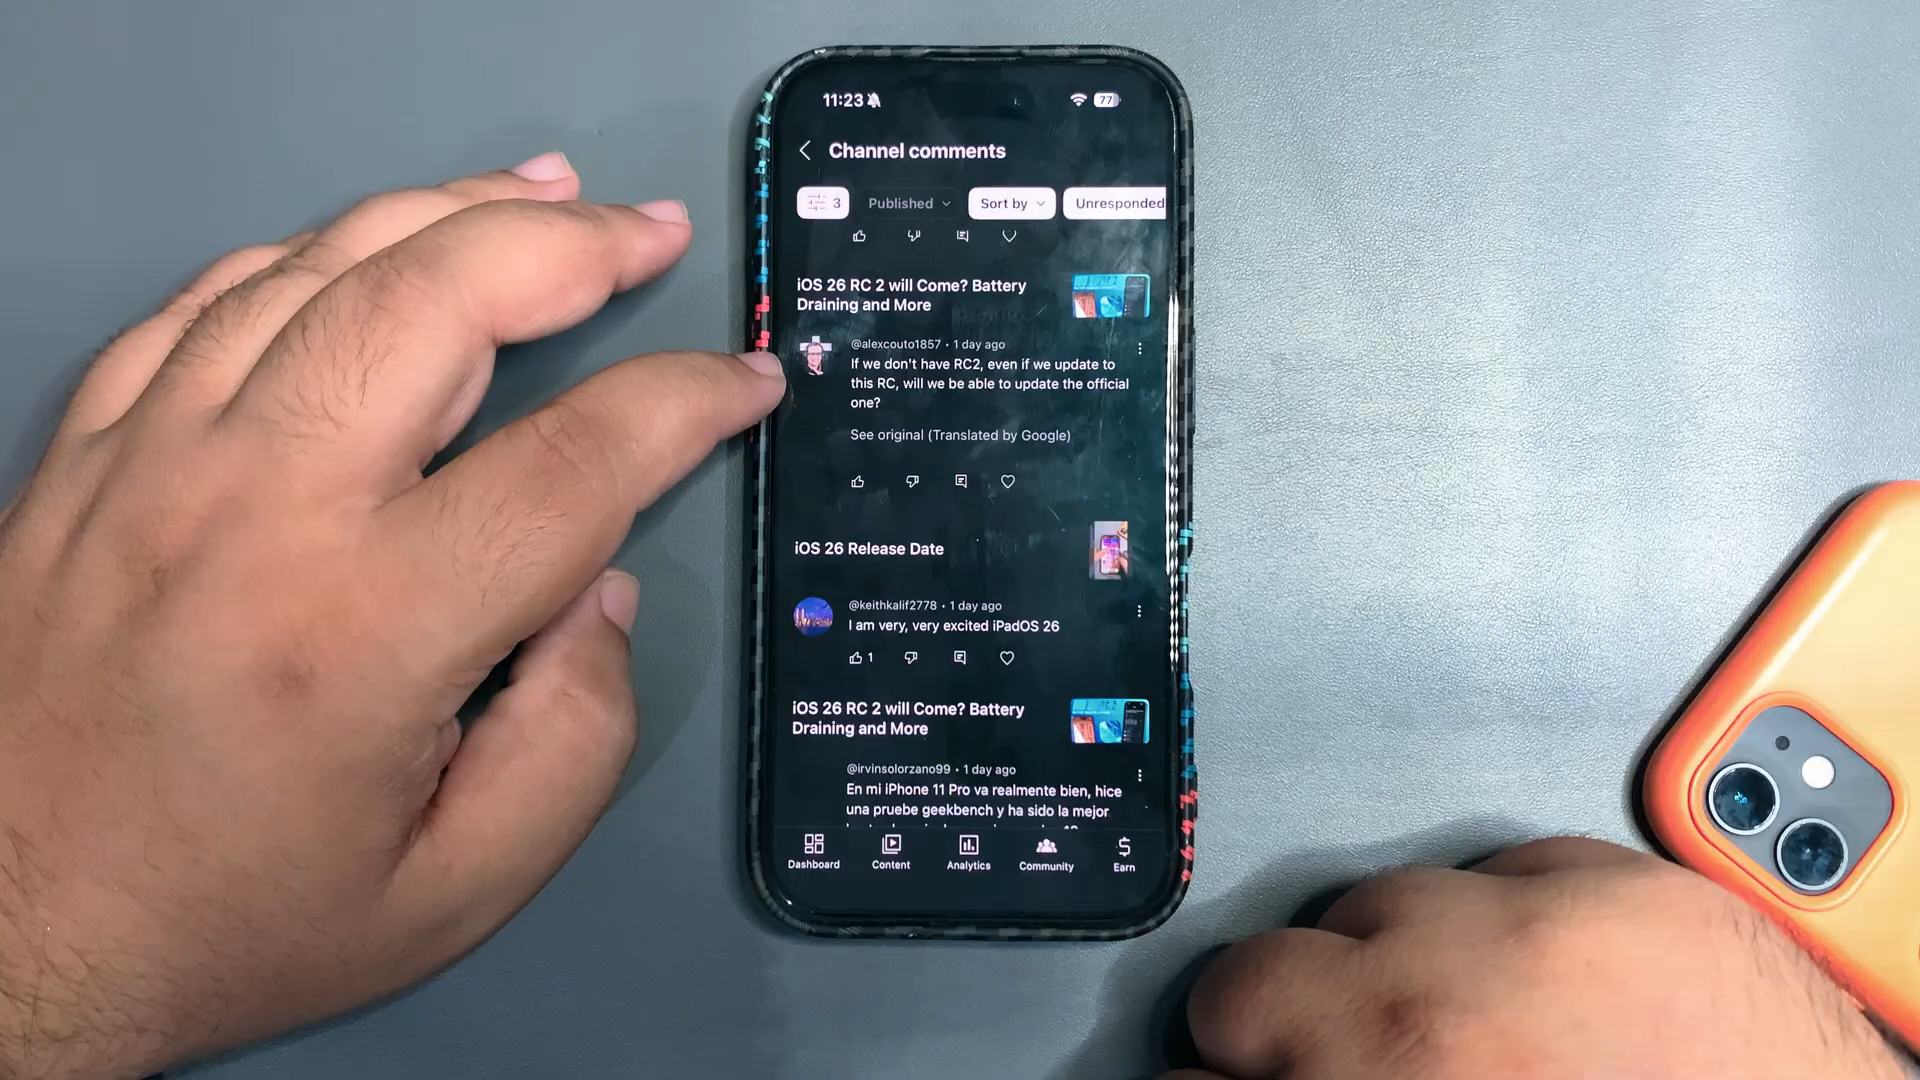 11:23
77
Channel comments
3 Published Sort by Unresponded
iOS 26 RC 2 will Come? Battery
Draining and More
@alexcouto1857 • 1 day ago
If we don't have RC2, even if we update to
this RC, will we be able to update the official
one?
See original (Translated by Google)
iOS 26 Release Date
@keithkalif2778 • 1 day ago
I am very, very excited iPadOS 26
1
iOS 26 RC 2 will Come? Battery
Draining and More
@irvinsolorzano99 • 1 day ago
En mi iPhone 11 Pro va realmente bien, hice
una pruebe geekbench y ha sido la mejor
Dashboard Content Analytics Community Earn